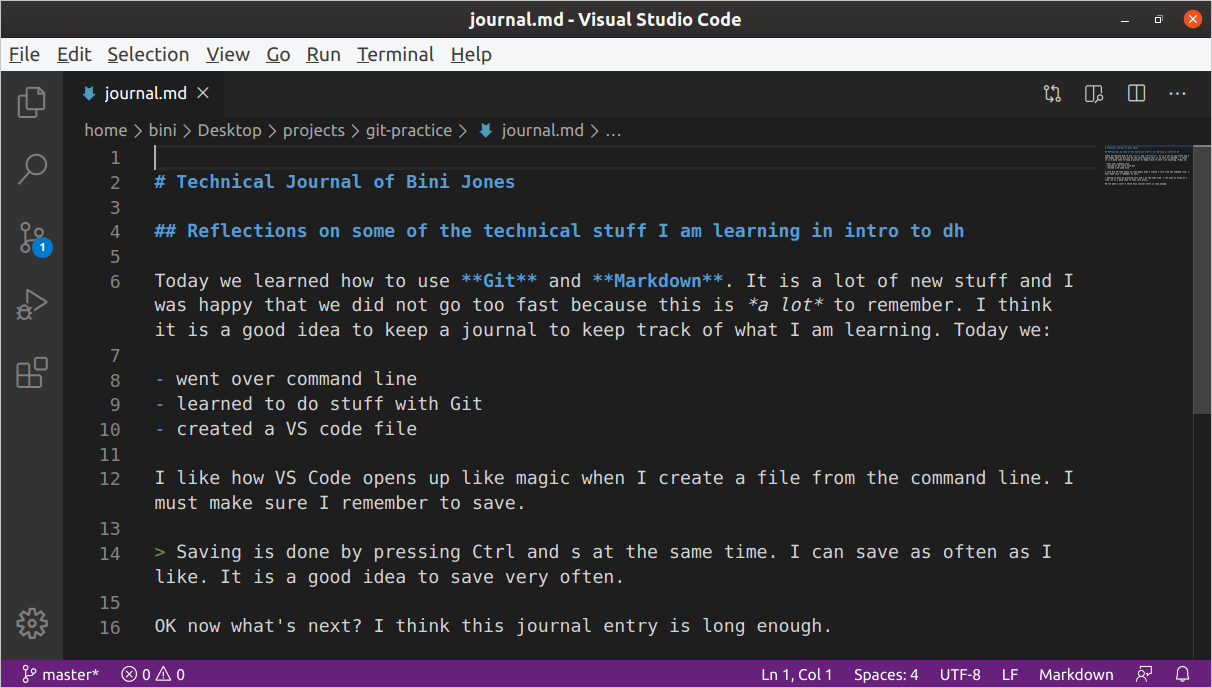 journal.md - Visual Studio Code
File Edit Selection View Go Run Terminal Help
journal.md
home > bini > Desktop > projects > git-practice > journal.md > ...
1
2 # Technical Journal of Bini Jones
3
4 ## Reflections on some of the technical stuff I am learning in intro to dh
5
6 Today we learned how to use **Git** and **Markdown**. It is a lot of new stuff and I
was happy that we did not go too fast because this is *a lot* to remember. I think
it is a good idea to keep a journal to keep track of what I am learning. Today we:
7
8 - went over command line
9 - learned to do stuff with Git
10 - created a VS code file
11
12 I like how VS Code opens up like magic when I create a file from the command line. I
must make sure I remember to save.
13
14 > Saving is done by pressing Ctrl and s at the same time. I can save as often as I
like. It is a good idea to save very often.
15
16 OK now what's next? I think this journal entry is long enough.
1
master* 0 0 Ln 1, Col 1 Spaces: 4 UTF-8 LF Markdown